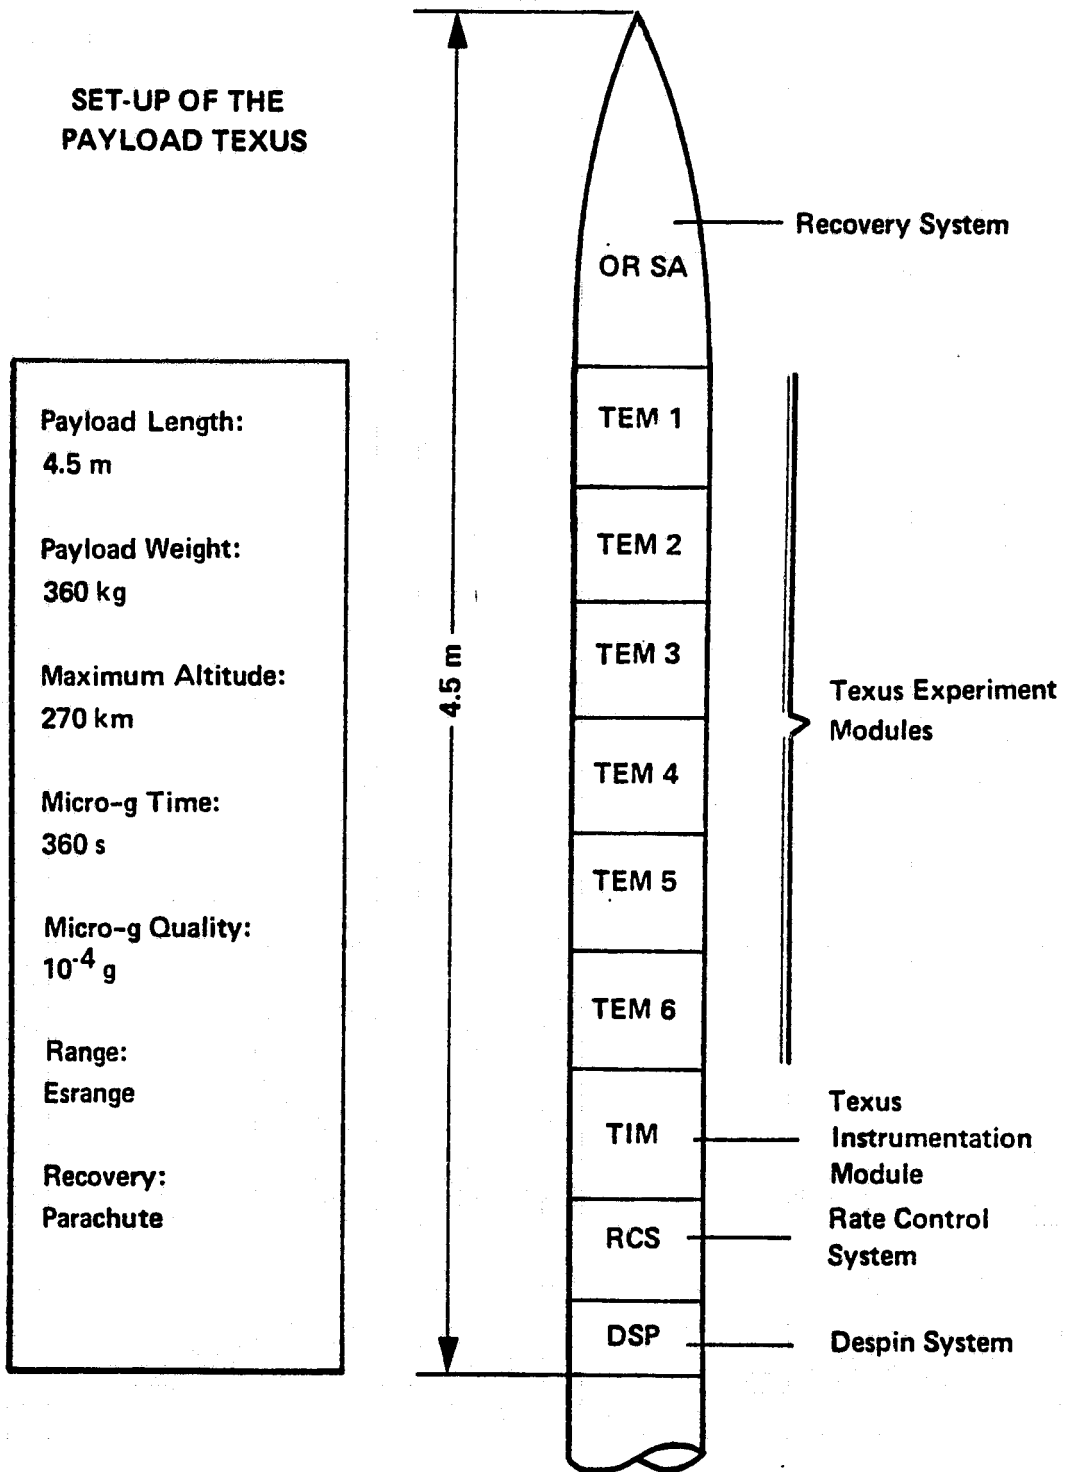 SET-UP OF THE
PAYLOAD TEXUS
Payload Length:
4.5 m
Payload Weight:
360 kg
Maximum Altitude:
270 km
Micro-g Time:
360 s
Micro-g Quality:
10⁻⁴ g
Range:
Esrange
Recovery:
Parachute
4.5 m
OR SA
TEM 1
TEM 2
TEM 3
TEM 4
TEM 5
TEM 6
TIM
RCS
DSP
Recovery System
Texus Experiment
Modules
Texus
Instrumentation
Module
Rate Control
System
Despin System